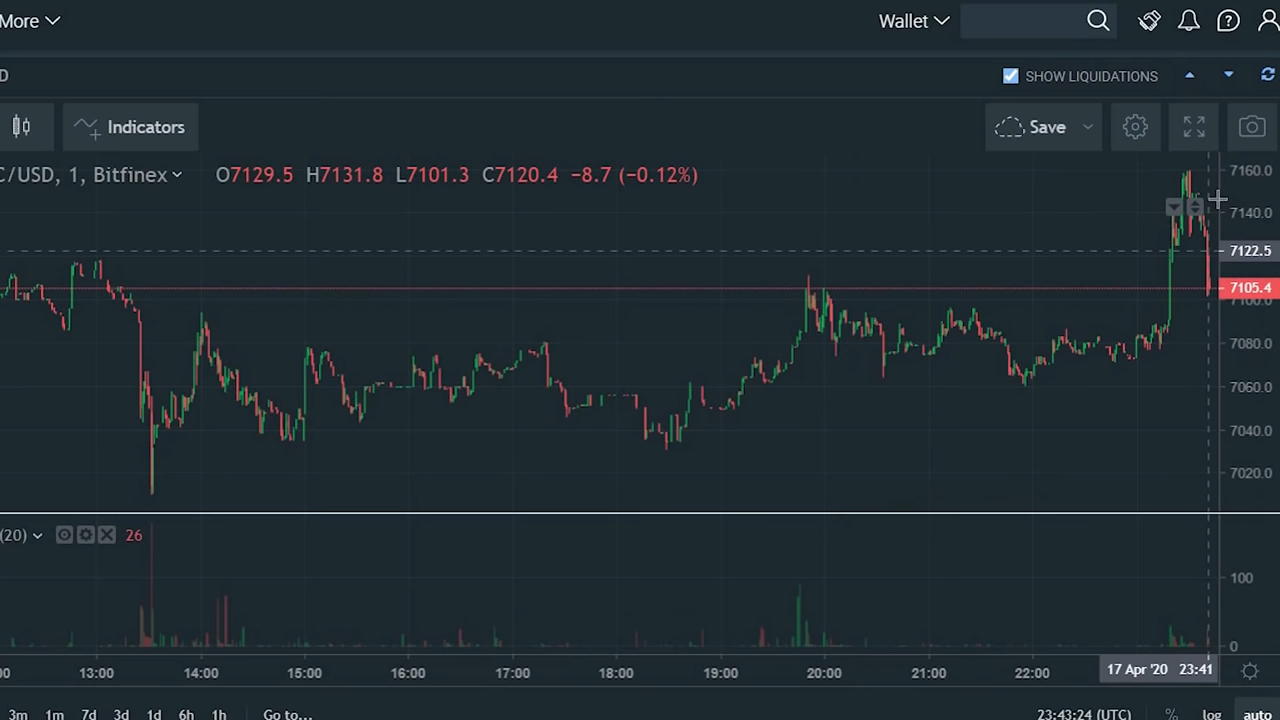 More
Wallet
D
SHOW LIQUIDATIONS
Indicators
Save
C/USD, 1, Bitfinex O7129.5 H7131.8 L7101.3 C7120.4 −8.7 (−0.12%)
7160.0
7140.0
7122.5
7105.4
7100.0
7080.0
7060.0
7040.0
7020.0
(20) 26
100
0
00 13:00 14:00 15:00 16:00 17:00 18:00 19:00 20:00 21:00 22:00 17 Apr '20 23:41
3m 1m 7d 3d 1d 6h 1h Go to... 23:43:24 (UTC) % log auto